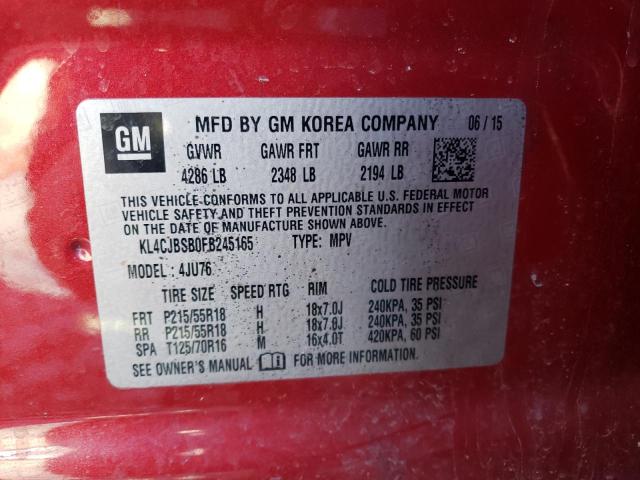 GM
MFD BY GM KOREA COMPANY 06 / 15
GVWR GAWR FRT GAWR RR
4286 LB 2348 LB 2194 LB
THIS VEHICLE CONFORMS TO ALL APPLICABLE U.S. FEDERAL MOTOR
VEHICLE SAFETY AND THEFT PREVENTION STANDARDS IN EFFECT
ON THE DATE OF MANUFACTURE SHOWN ABOVE.
KL4CJBSB0FB245165 TYPE: MPV
MODEL: 4JU76
TIRE SIZE SPEED RTG RIM COLD TIRE PRESSURE
FRT P215/55R18 H 18x7.0J 240KPA, 35 PSI
RR P215/55R18 H 18x7.0J 240KPA, 35 PSI
SPA T125/70R16 M 16x4.0T 420KPA, 60 PSI
SEE OWNER'S MANUAL FOR MORE INFORMATION.